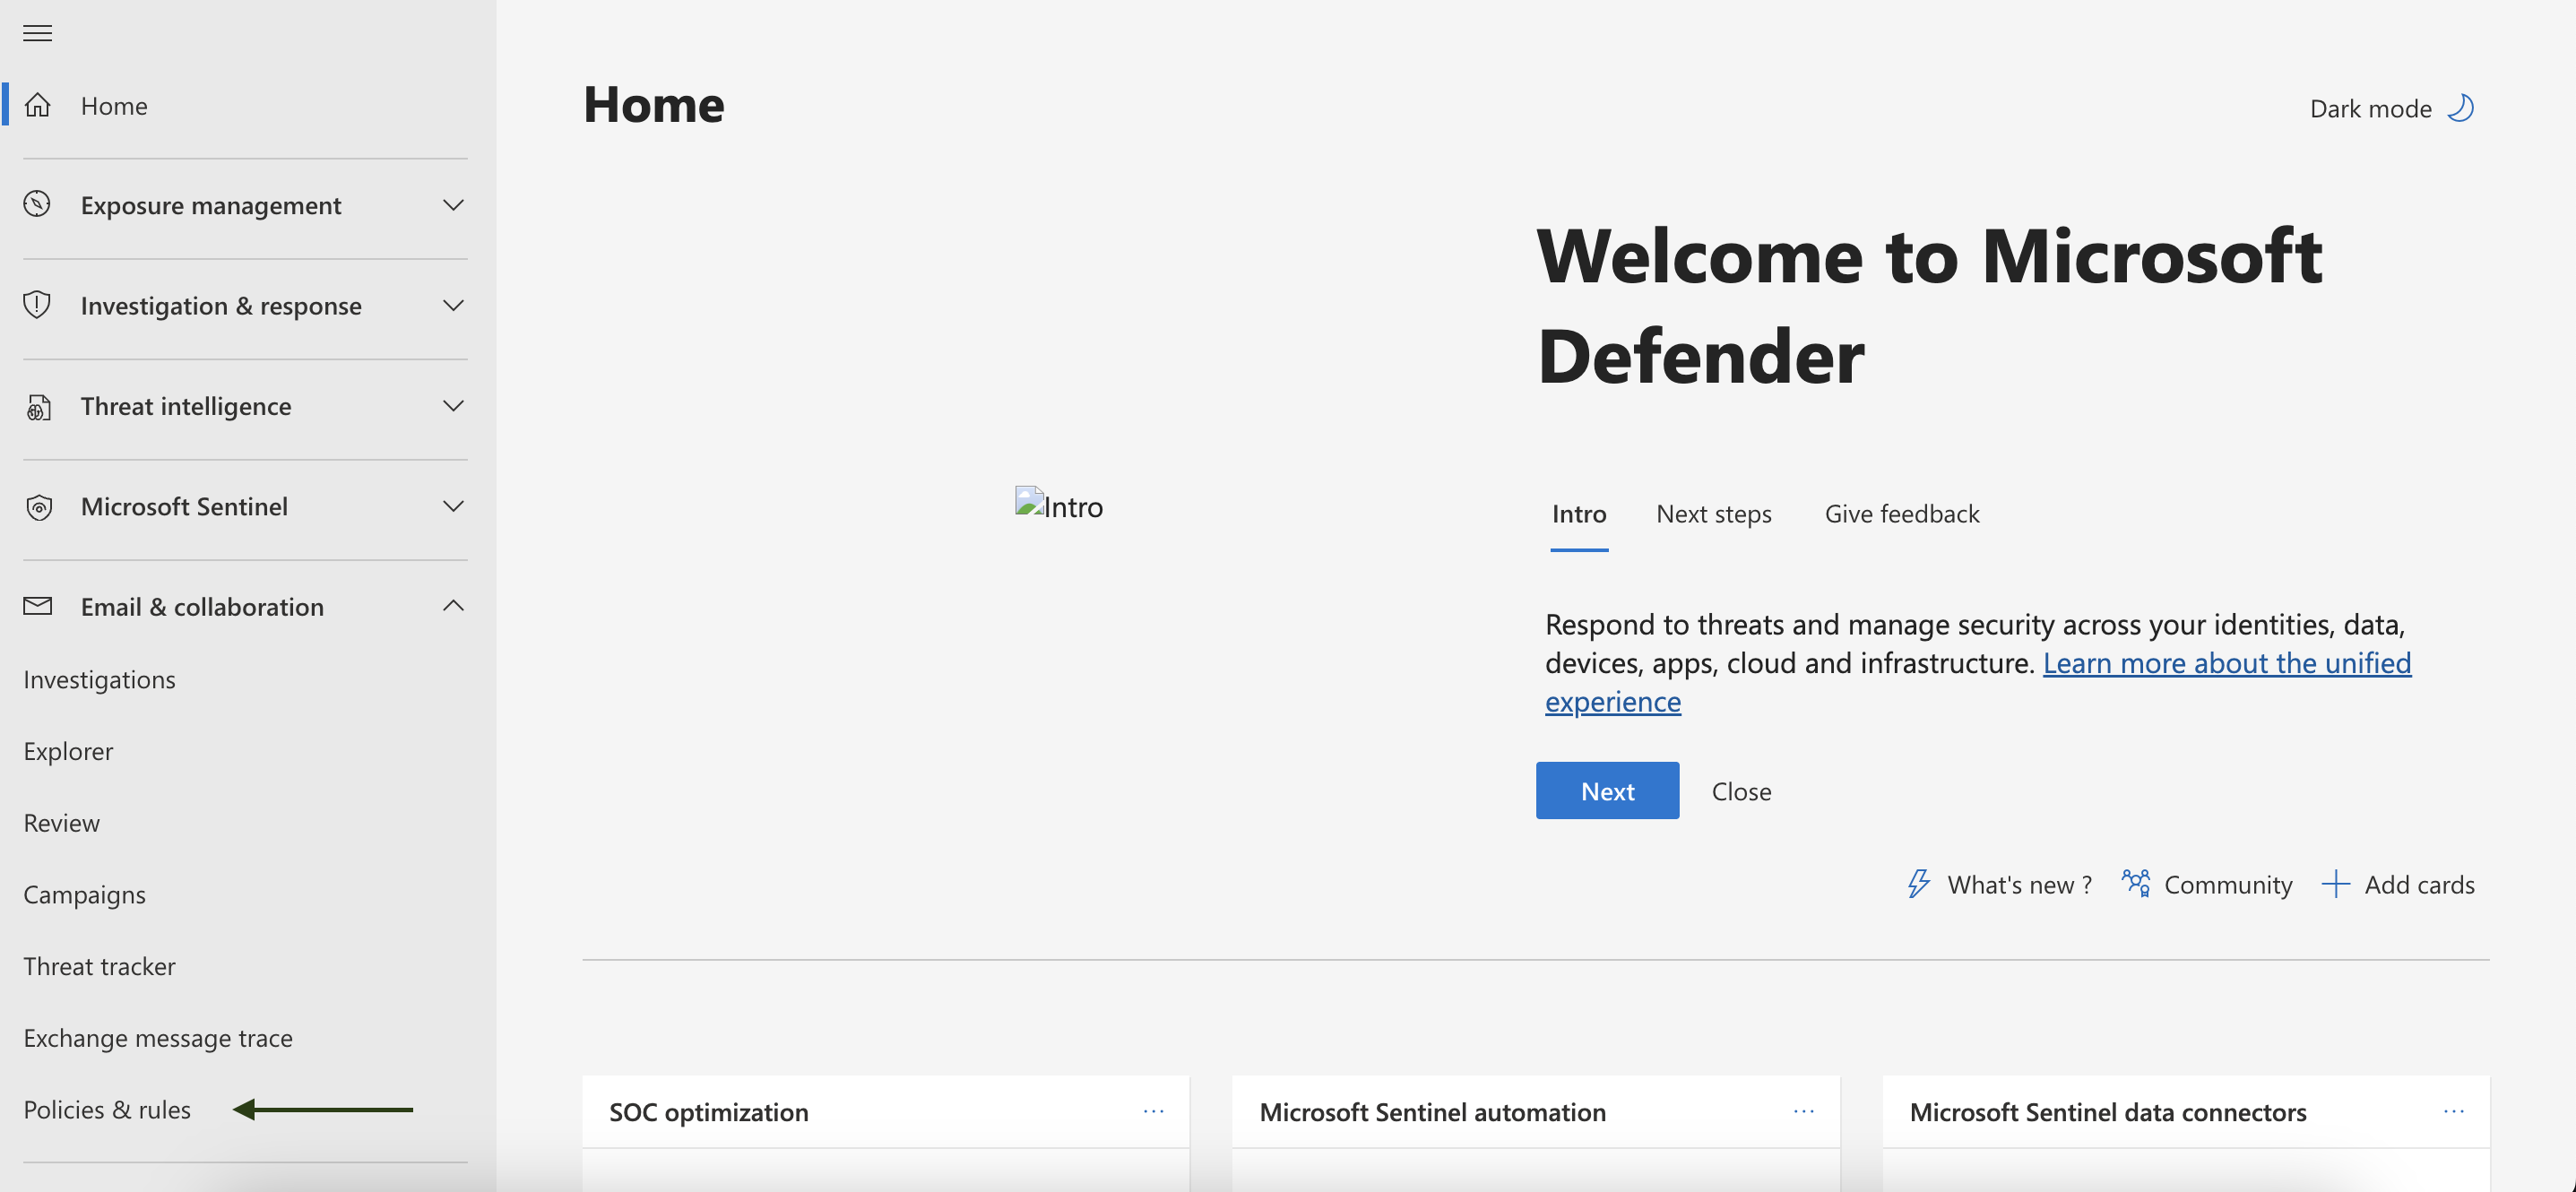 Home
Exposure management
Investigation & response
Threat intelligence
Microsoft Sentinel
Email & collaboration
Investigations
Explorer
Review
Campaigns
Threat tracker
Exchange message trace
Policies & rules
Home
Dark mode
Welcome to Microsoft
Defender
Intro
Intro Next steps Give feedback
Respond to threats and manage security across your identities, data,
devices, apps, cloud and infrastructure. Learn more about the unified
experience
Next Close
What's new ? Community Add cards
SOC optimization ...
Microsoft Sentinel automation ...
Microsoft Sentinel data connectors ...